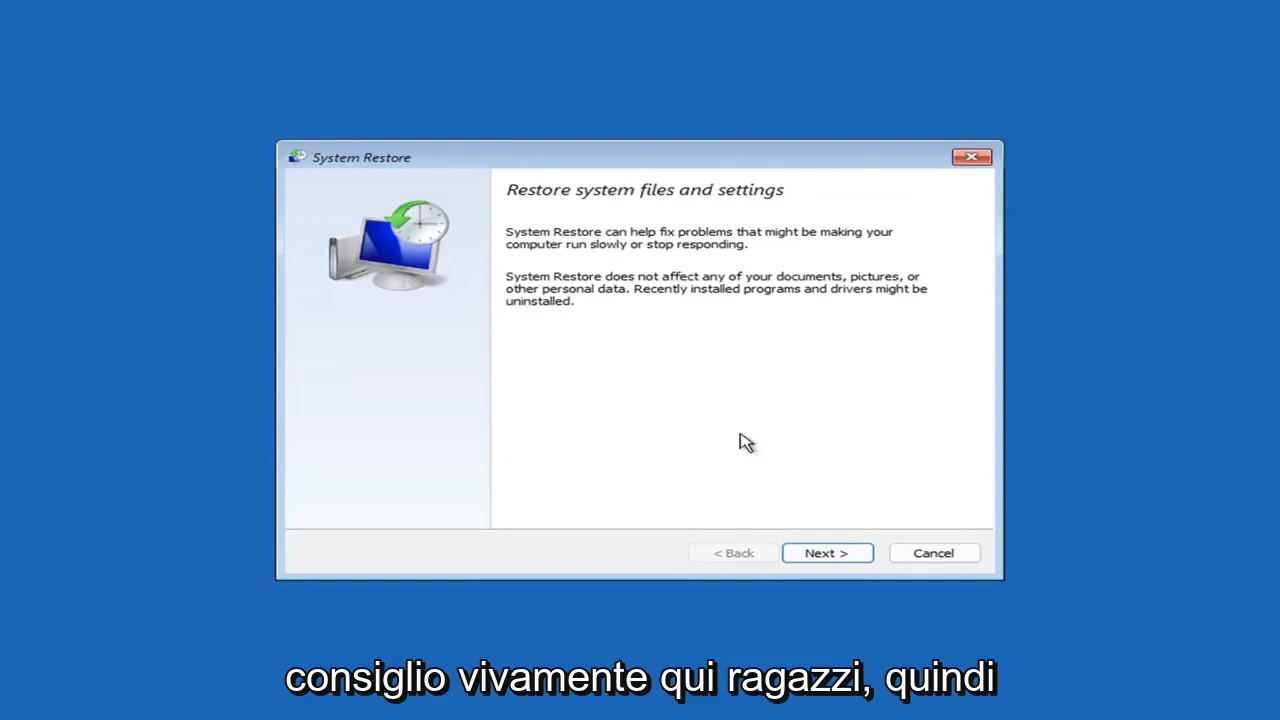 System Restore
Restore system files and settings
System Restore can help fix problems that might be making your
computer run slowly or stop responding.
System Restore does not affect any of your documents, pictures, or
other personal data. Recently installed programs and drivers might be
uninstalled.
< Back
Next >
Cancel
consiglio vivamente qui ragazzi, quindi